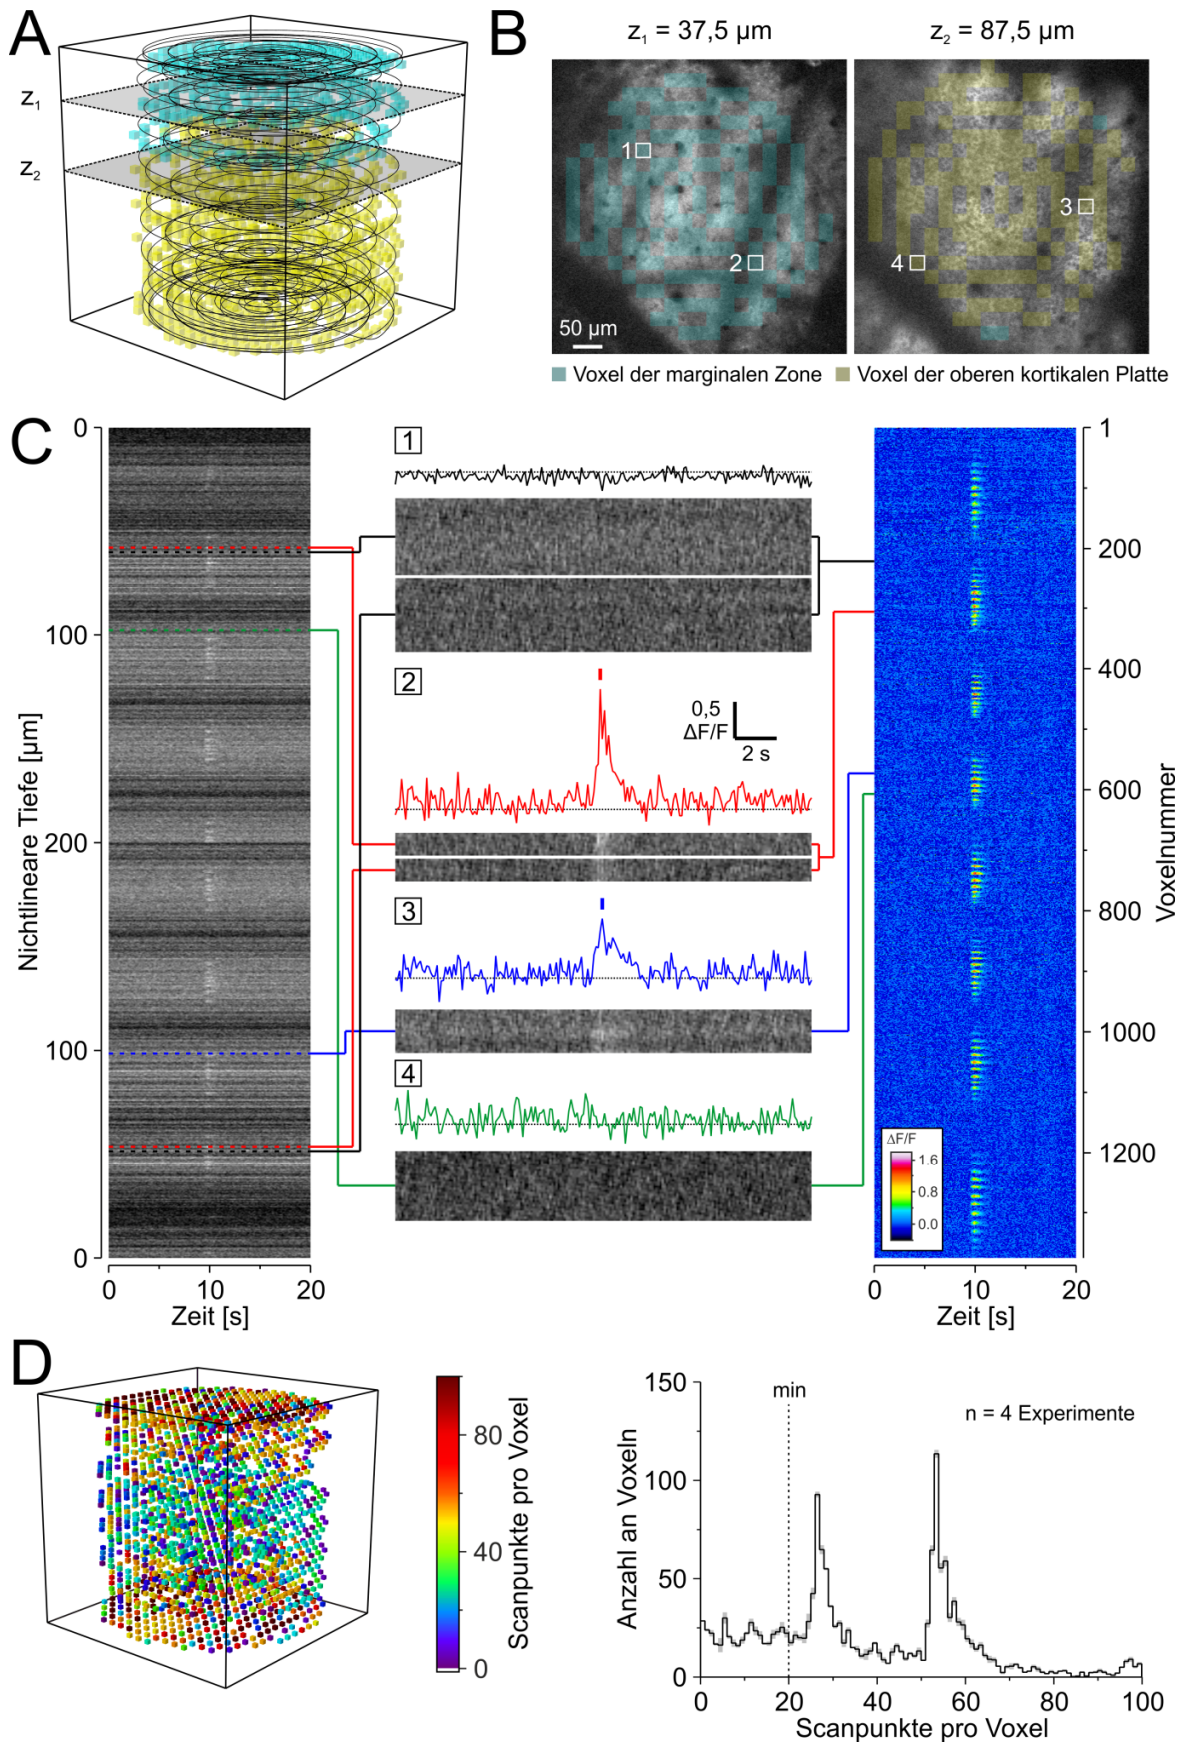 A
z₁
z₂
B
z₁ = 37,5 µm
z₂ = 87,5 µm
1
2
3
4
50 µm
Voxel der marginalen Zone
Voxel der oberen kortikalen Platte
C
0
100
200
100
0
Nichtlineare Tiefe [µm]
0
10
20
Zeit [s]
1
2
0,5
ΔF/F
2 s
3
4
1
200
400
600
800
1000
1200
Voxelnummer
ΔF/F
1.6
0.8
0.0
0
10
20
Zeit [s]
D
80
40
0
Scanpunkte pro Voxel
150
100
50
0
Anzahl an Voxeln
min
n = 4 Experimente
0
20
40
60
80
100
Scanpunkte pro Voxel